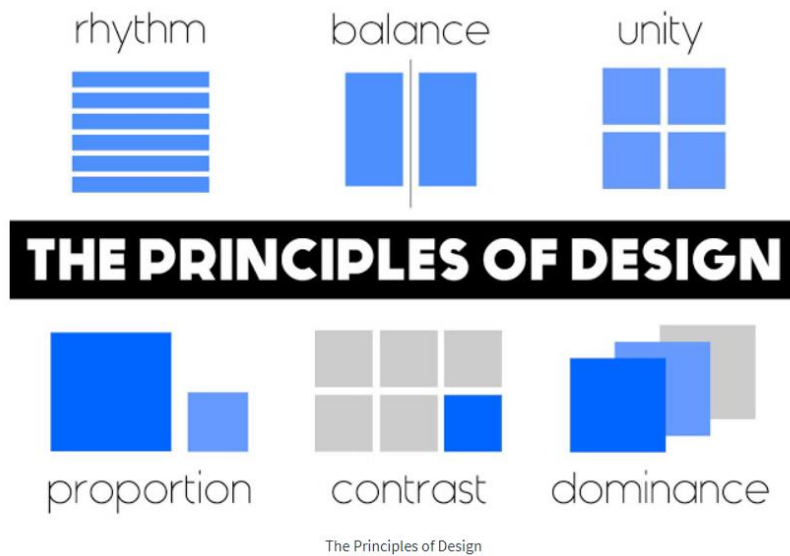 rhythm
balance
unity
THE PRINCIPLES OF DESIGN
proportion
contrast
dominance
The Principles of Design